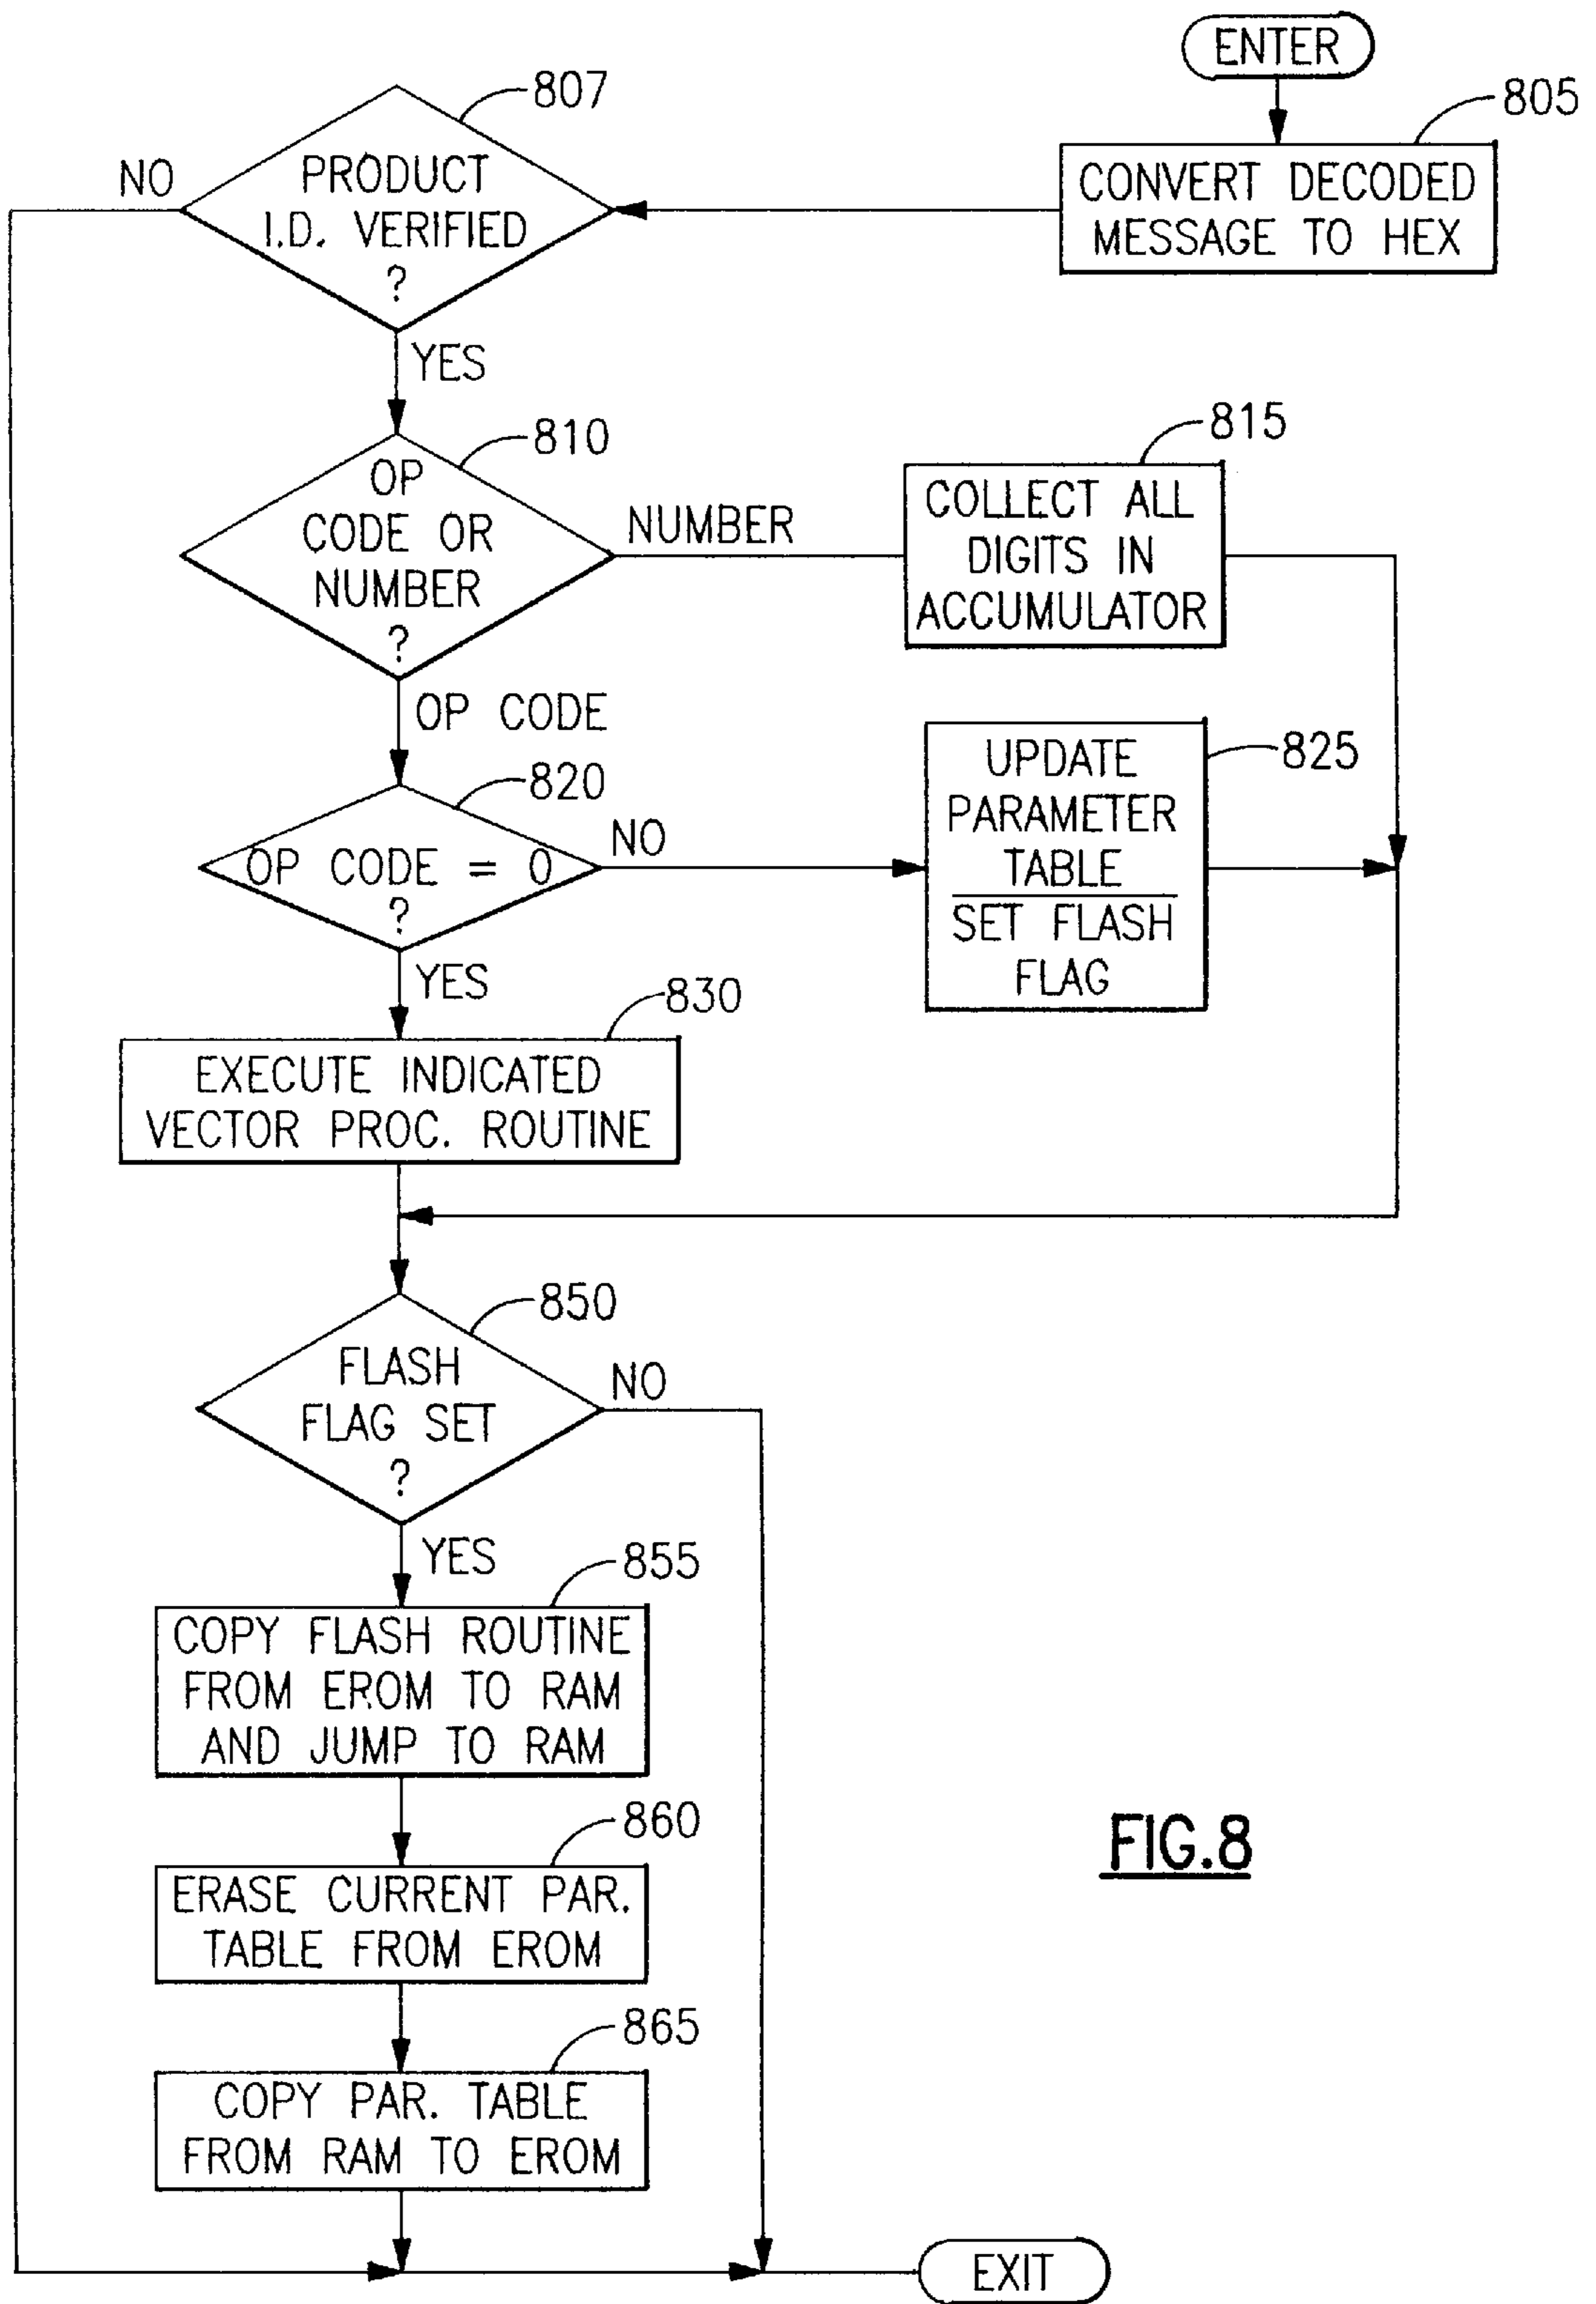 ENTER
805
CONVERT DECODED
MESSAGE TO HEX
807
PRODUCT
I.D. VERIFIED
?
NO
YES
810
OP
CODE OR
NUMBER
?
NUMBER
815
COLLECT ALL
DIGITS IN
ACCUMULATOR
OP CODE
820
OP CODE = 0
?
NO
825
UPDATE
PARAMETER
TABLE
SET FLASH
FLAG
YES
830
EXECUTE INDICATED
VECTOR PROC. ROUTINE
850
FLASH
FLAG SET
?
NO
YES
855
COPY FLASH ROUTINE
FROM EROM TO RAM
AND JUMP TO RAM
860
ERASE CURRENT PAR.
TABLE FROM EROM
865
COPY PAR. TABLE
FROM RAM TO EROM
EXIT
FIG.8